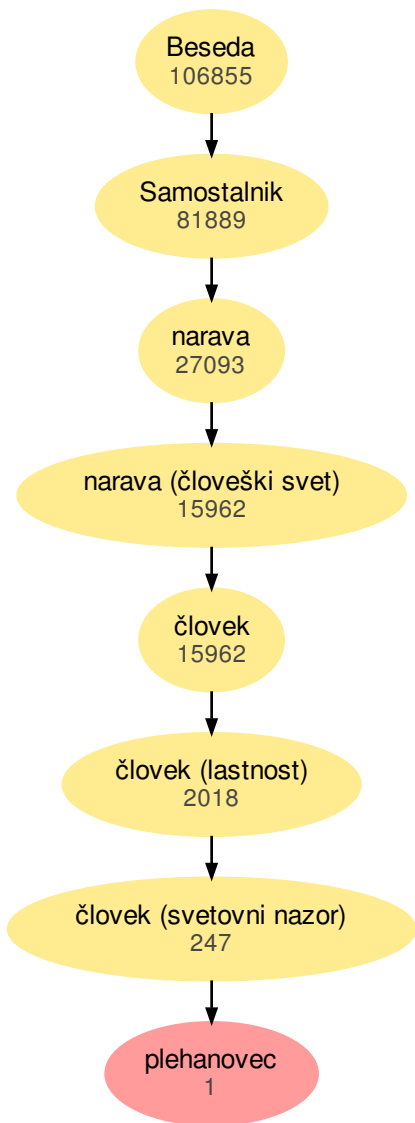 Beseda
106855
Samostalnik
81889
narava
27093
narava (človeški svet)
15962
človek
15962
človek (lastnost)
2018
človek (svetovni nazor)
247
plehanovec
1